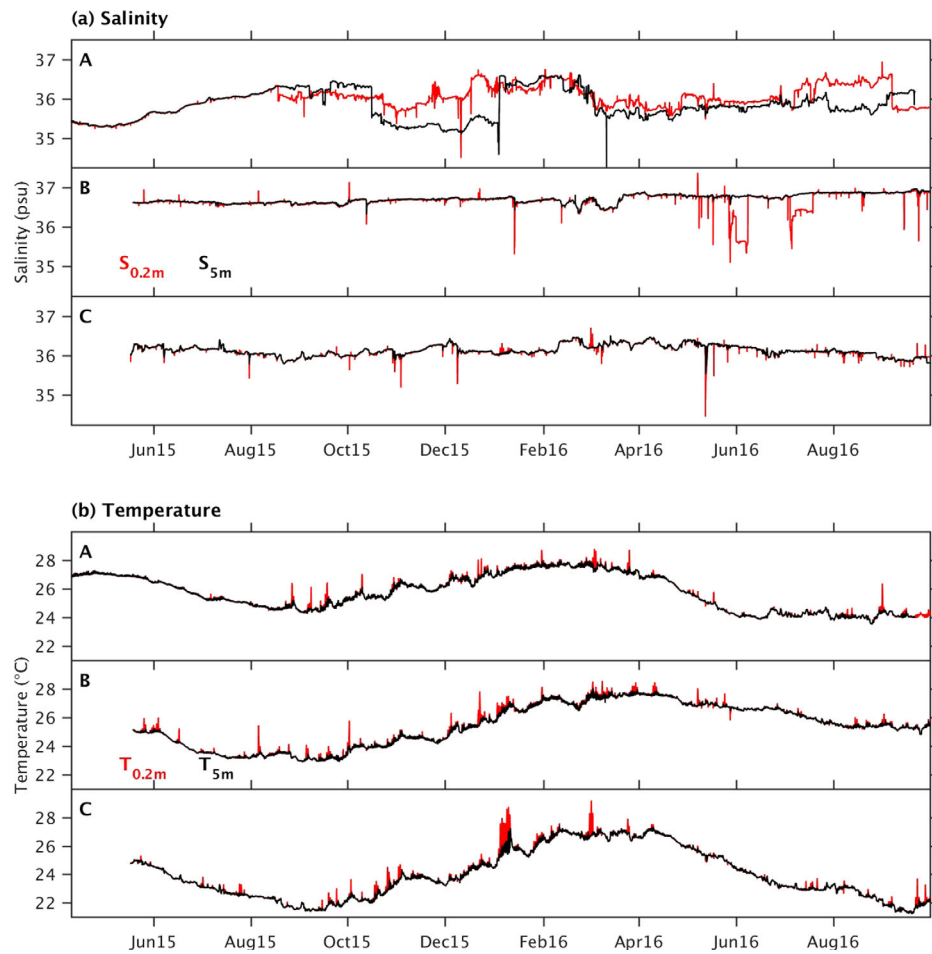 (a) Salinity
A
37
36
35
B
37
36
35
S0.2m S5m
C
37
36
35
Salinity (psu)
Jun15 Aug15 Oct15 Dec15 Feb16 Apr16 Jun16 Aug16
(b) Temperature
A
28
26
24
22
B
28
26
24
22
T0.2m T5m
C
28
26
24
22
Temperature (°C)
Jun15 Aug15 Oct15 Dec15 Feb16 Apr16 Jun16 Aug16